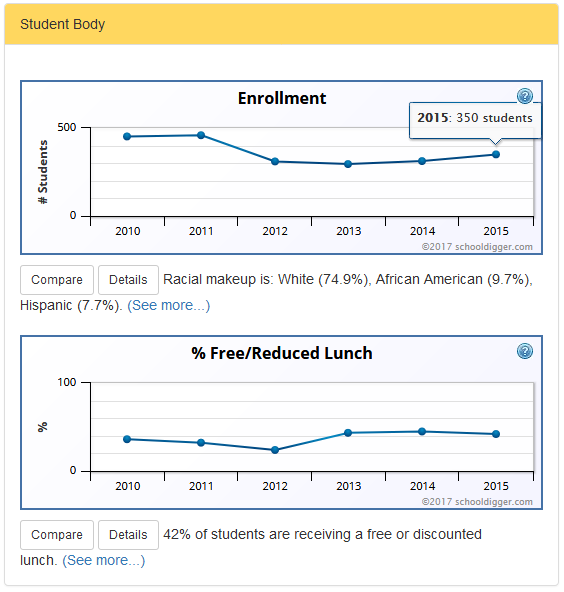 Student Body
Enrollment
?
2015: 350 students
500
# Students
0
2010 2011 2012 2013 2014 2015
©2017 schooldigger.com
Compare Details Racial makeup is: White (74.9%), African American (9.7%),
Hispanic (7.7%). (See more...)
% Free/Reduced Lunch
?
100
%
0
2010 2011 2012 2013 2014 2015
©2017 schooldigger.com
Compare Details 42% of students are receiving a free or discounted
lunch. (See more...)